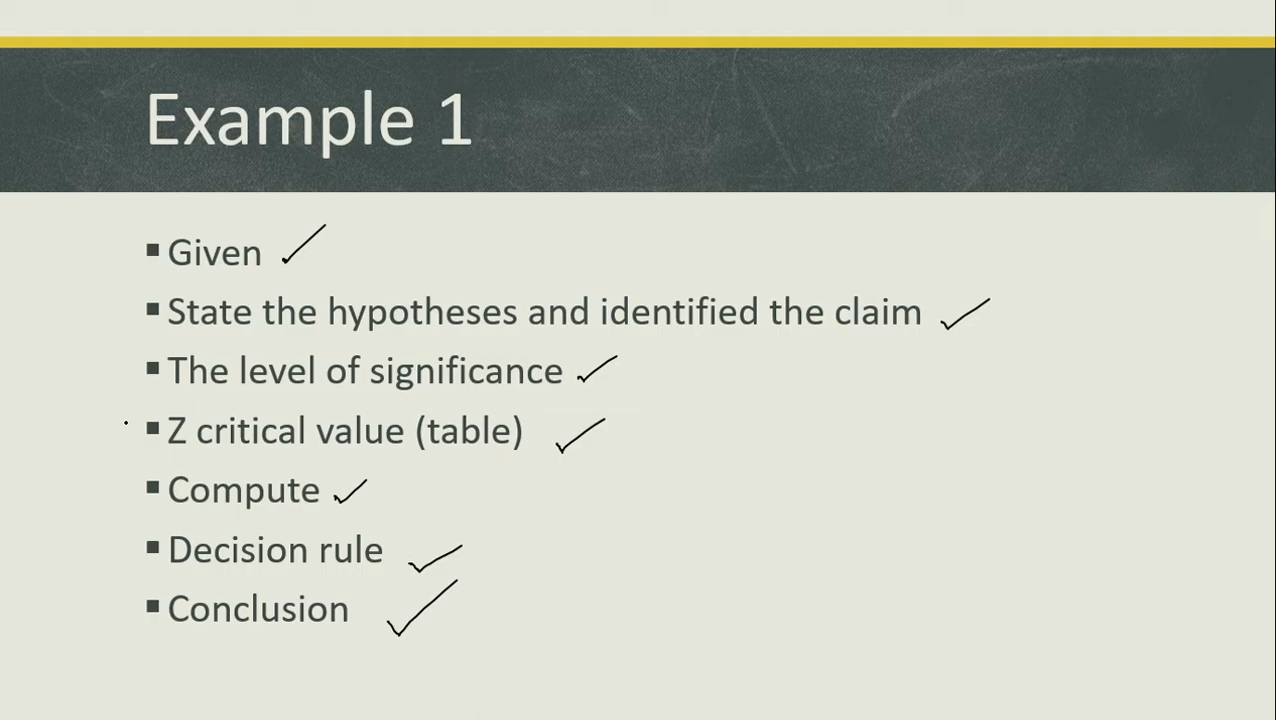 Example 1
▪ Given ✓
▪ State the hypotheses and identified the claim ✓
▪ The level of significance ✓
▪ Z critical value (table) ✓
▪ Compute ✓
▪ Decision rule ✓
▪ Conclusion ✓